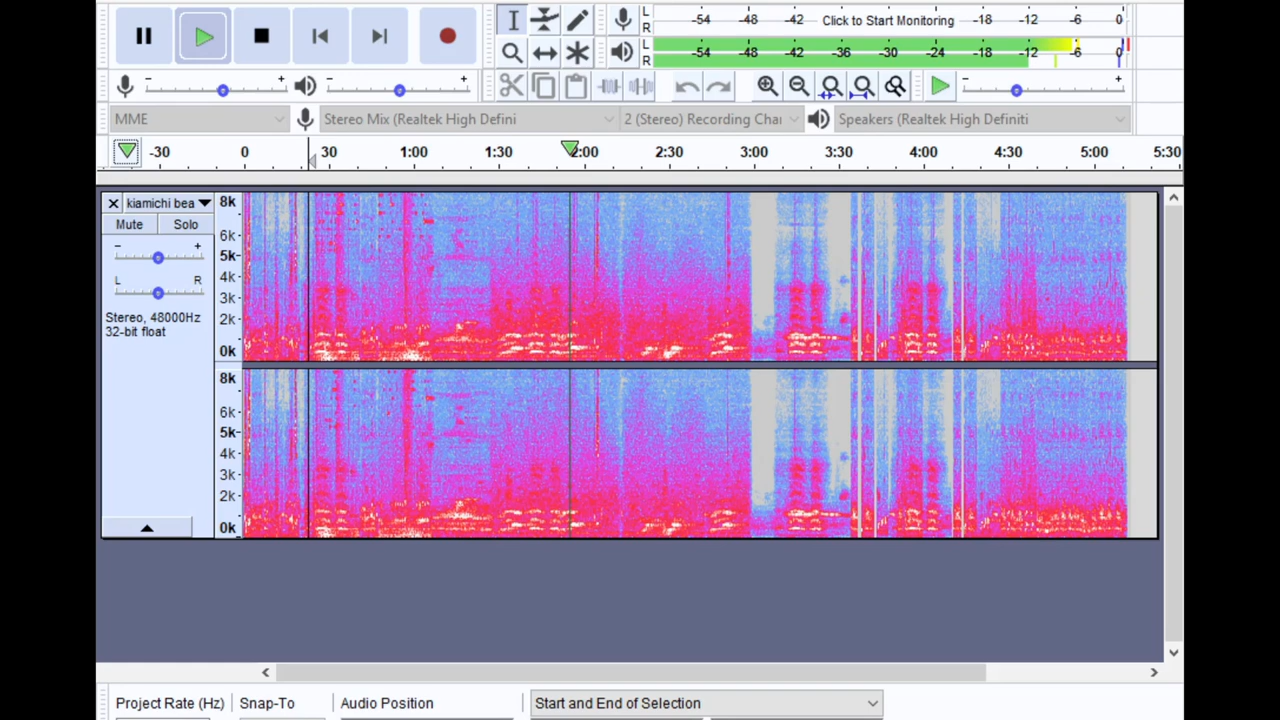 L
R
-54 -48 -42 Click to Start Monitoring -18 -12 -6 0
L
R
-54 -48 -42 -36 -30 -24 -18 -12 -6 0
- + - + - +
MME Stereo Mix (Realtek High Defini 2 (Stereo) Recording Char Speakers (Realtek High Definiti
-30 0 30 1:00 1:30 2:00 2:30 3:00 3:30 4:00 4:30 5:00 5:30
kiamichi bea
Mute Solo
- +
L R
Stereo, 48000Hz
32-bit float
8k
6k
5k
4k
3k
2k
0k
8k
6k
5k
4k
3k
2k
0k
Project Rate (Hz) Snap-To Audio Position Start and End of Selection